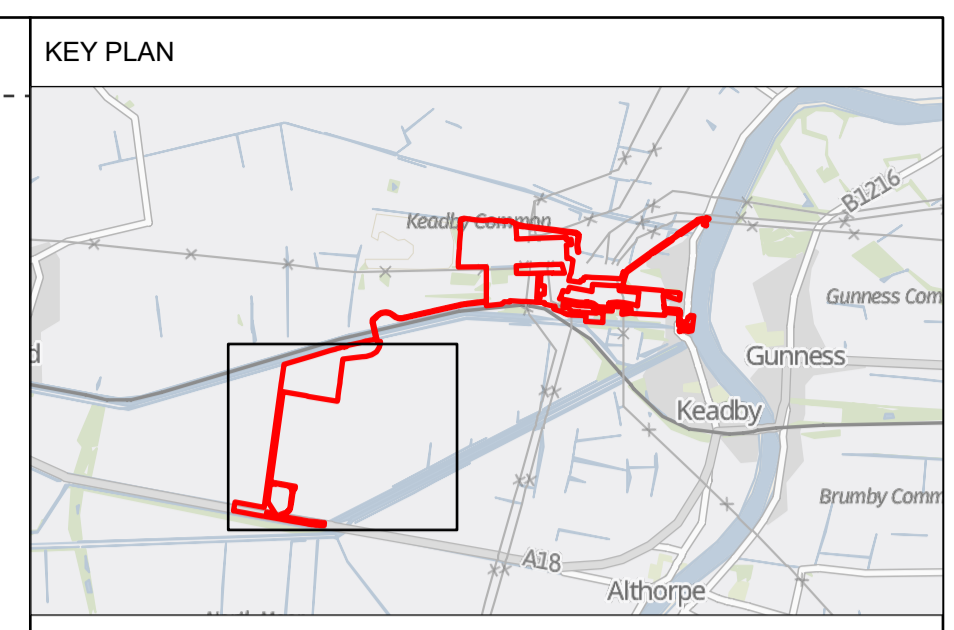 KEY PLAN
B1216
Keadby Common
Gunness Com
d
Gunness
Keadby
Brumby Comm
A18
Althorpe